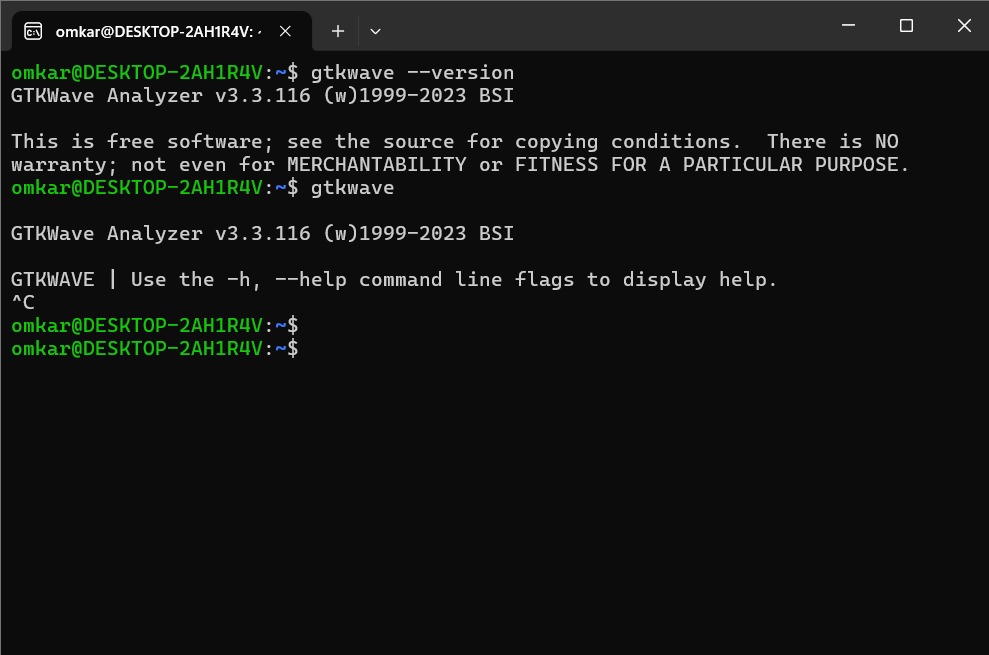 omkar@DESKTOP-2AH1R4V: ~
omkar@DESKTOP-2AH1R4V:~$ gtkwave --version
GTKWave Analyzer v3.3.116 (w)1999-2023 BSI
This is free software; see the source for copying conditions.  There is NO
warranty; not even for MERCHANTABILITY or FITNESS FOR A PARTICULAR PURPOSE.
omkar@DESKTOP-2AH1R4V:~$ gtkwave
GTKWave Analyzer v3.3.116 (w)1999-2023 BSI
GTKWAVE | Use the -h, --help command line flags to display help.
^C
omkar@DESKTOP-2AH1R4V:~$
omkar@DESKTOP-2AH1R4V:~$